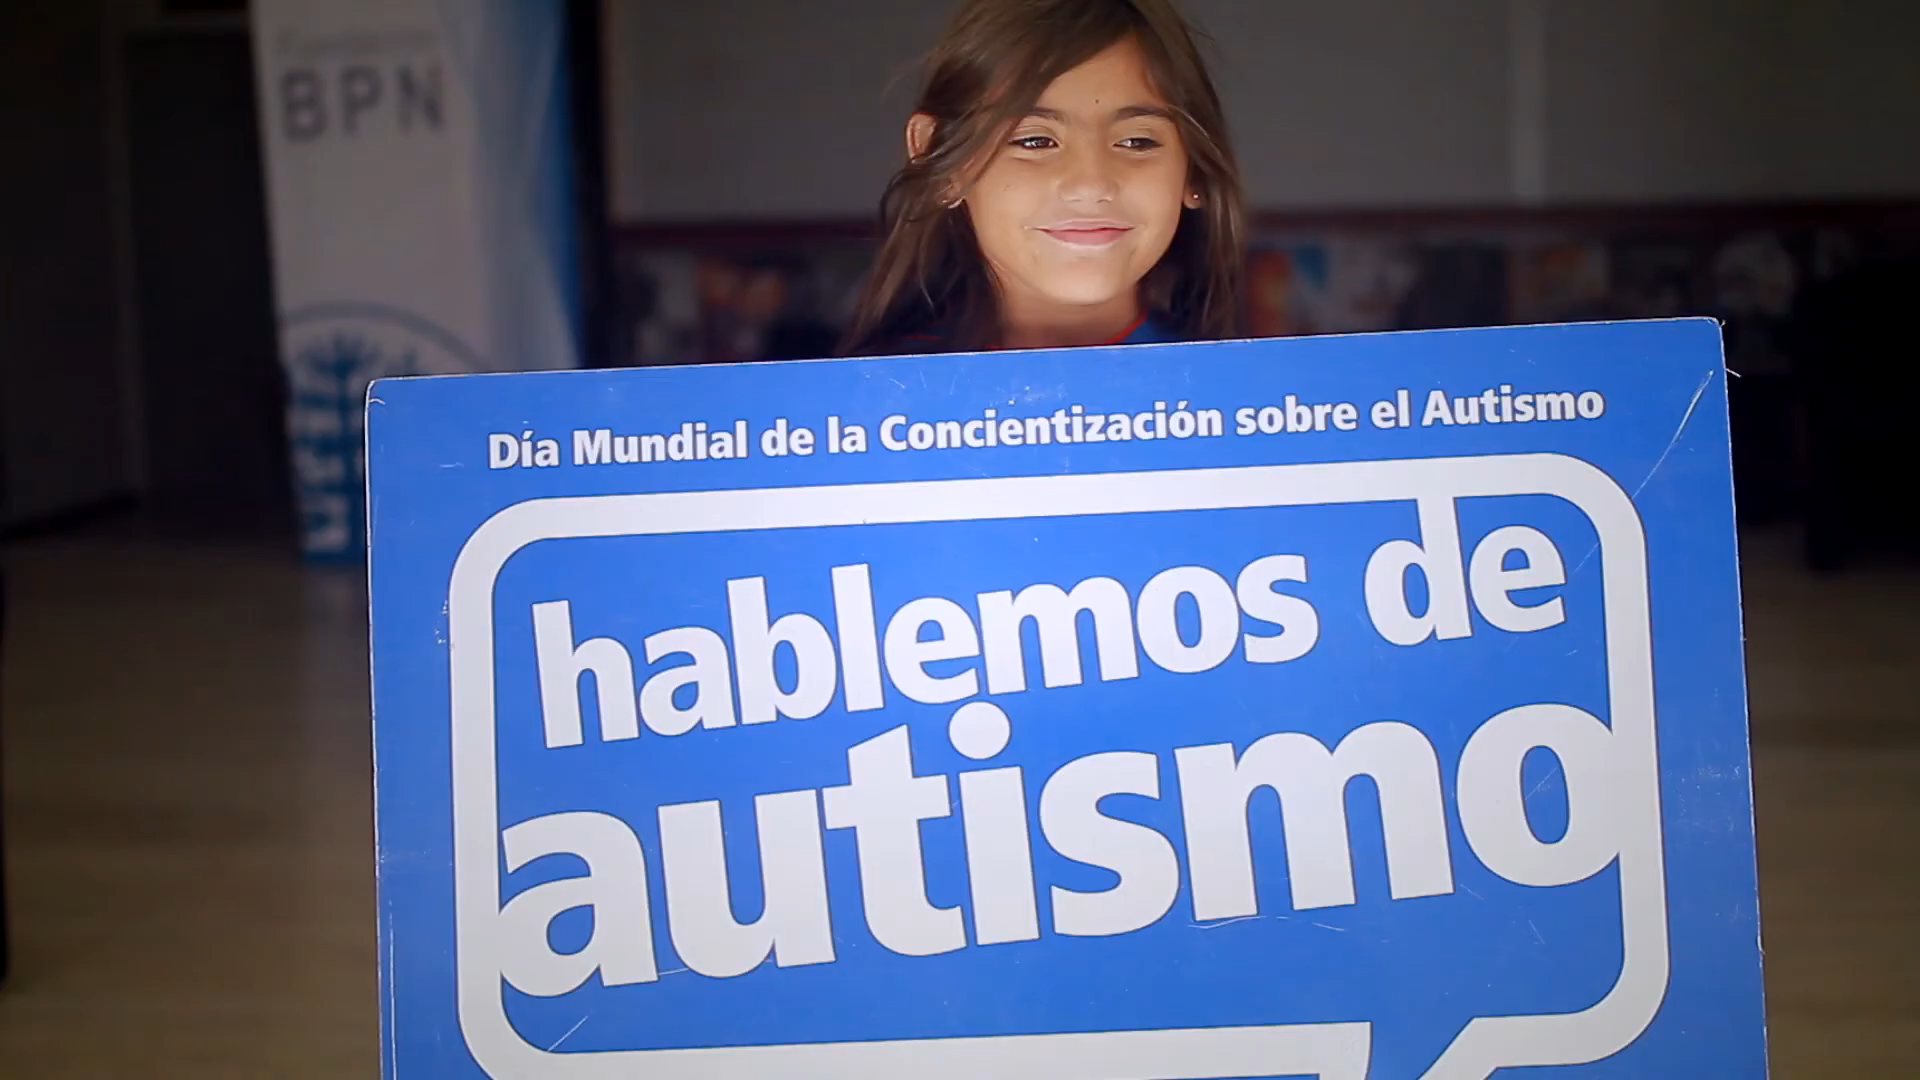 BPN
Día Mundial de la Concientización sobre el Autismo
hablemos de
autismo